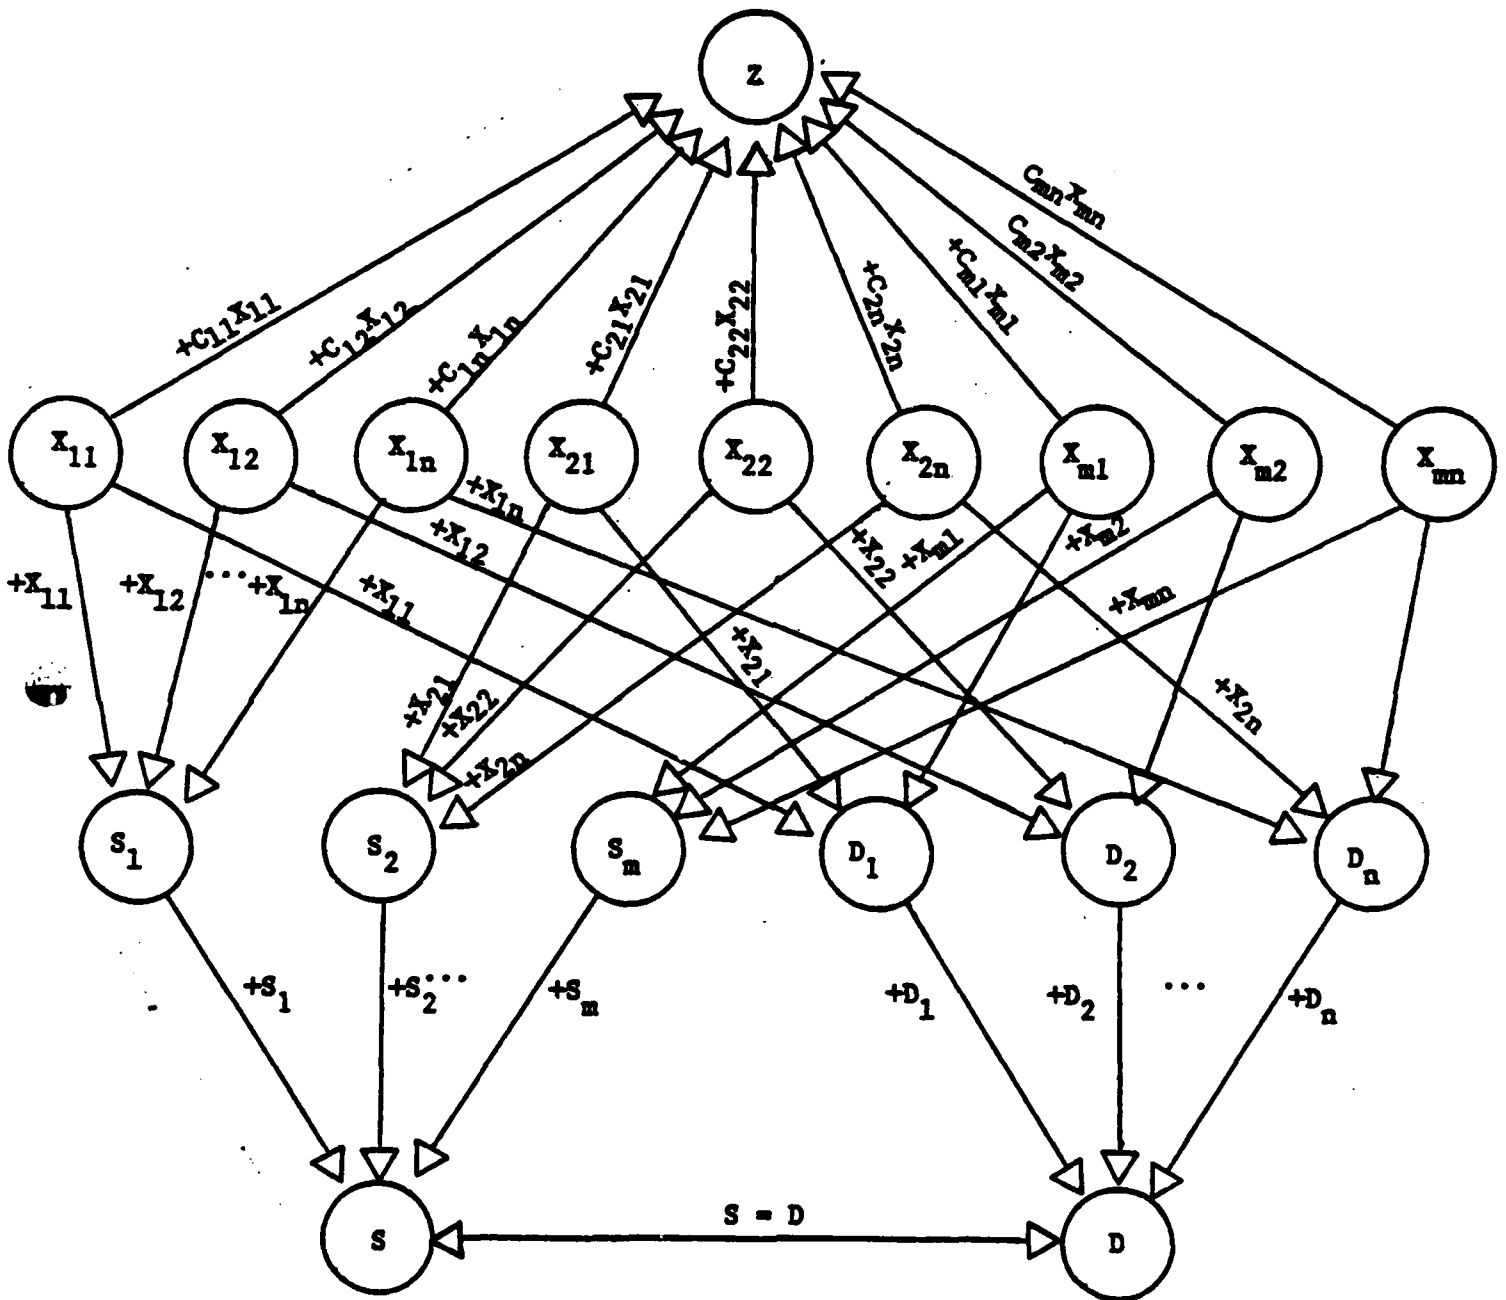 Z
+C11X11
+C12X12
+C1nX1n
+C21X21
+C22X22
+C2nX2n
+Cm1Xm1
Cm2Xm2
CmnXmn
X11
X12
X1n
X21
X22
X2n
Xm1
Xm2
Xmn
+X11
+X12
...
+X1n
+X11
+X12
+X1n
+X21
+X22
+X2n
+X21
+X22
+Xm1
+Xm2
+Xmn
+X2n
S1
S2
Sm
D1
D2
Dn
+S1
+S2
...
+Sm
+D1
+D2
...
+Dn
S = D
S
D